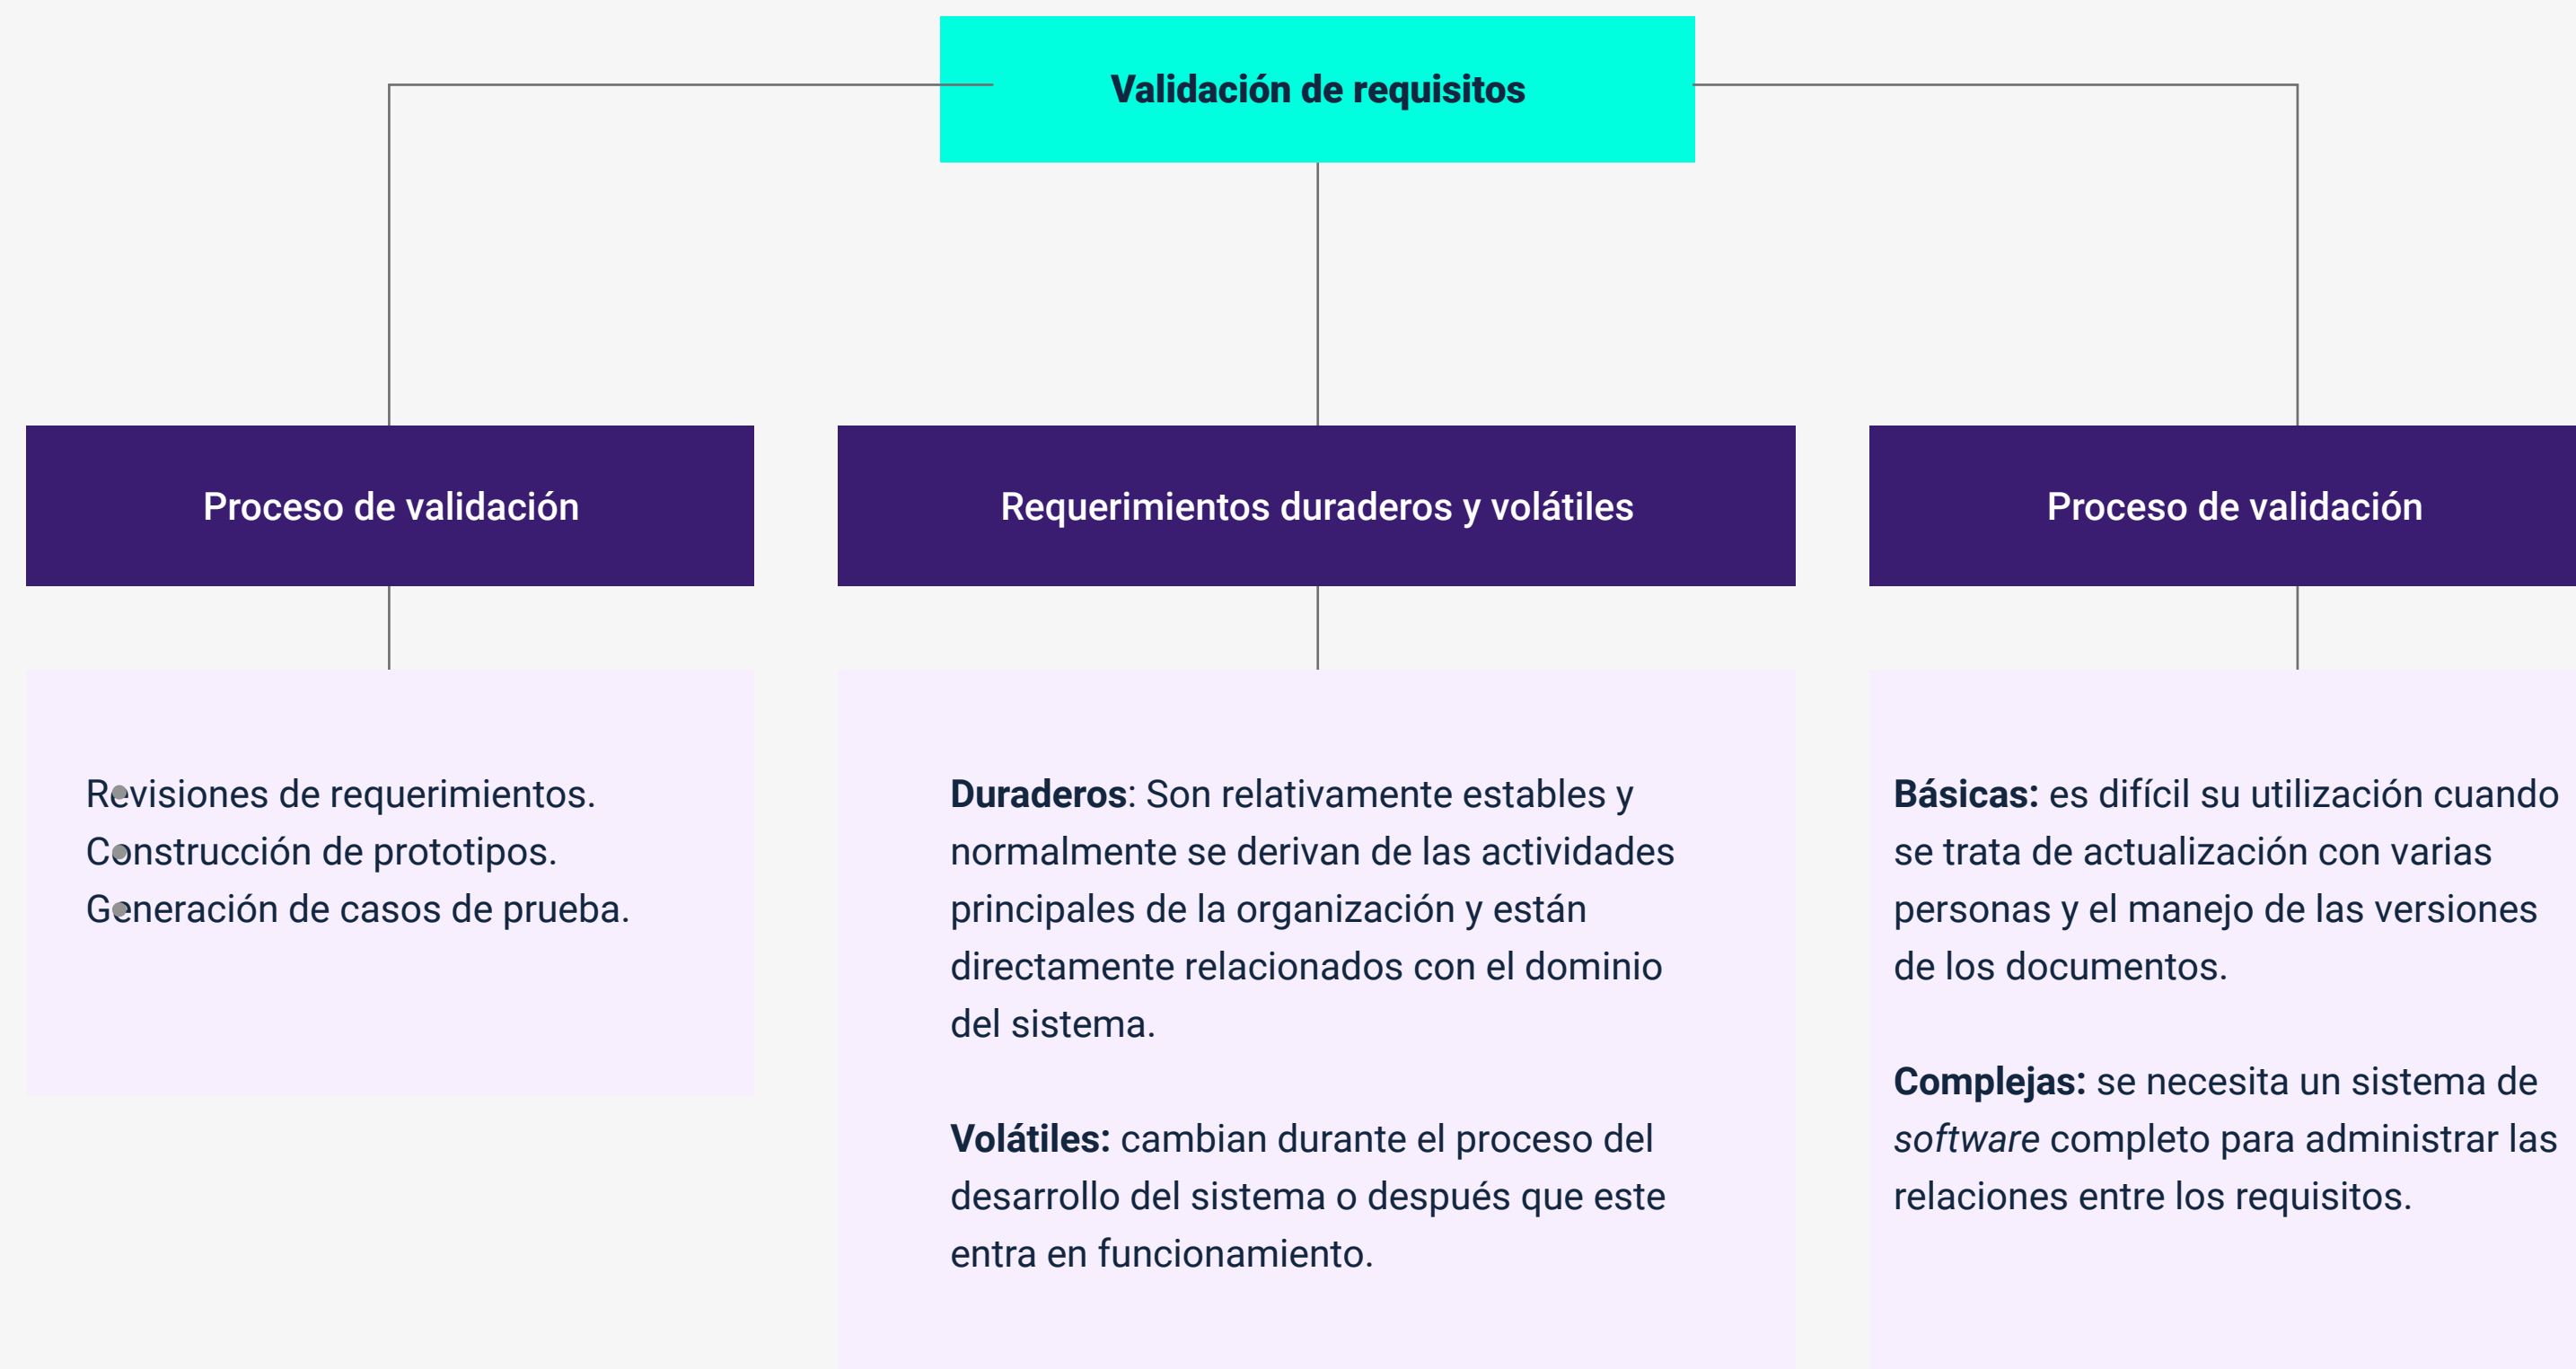 Validación de requisitos
Proceso de validación
Revisiones de requerimientos.
Construcción de prototipos.
Generación de casos de prueba.
Requerimientos duraderos y volátiles
Duraderos: Son relativamente estables y
normalmente se derivan de las actividades
principales de la organización y están
directamente relacionados con el dominio
del sistema.
Volátiles: cambian durante el proceso del
desarrollo del sistema o después que este
entra en funcionamiento.
Proceso de validación
Básicas: es difícil su utilización cuando
se trata de actualización con varias
personas y el manejo de las versiones
de los documentos.
Complejas: se necesita un sistema de
software completo para administrar las
relaciones entre los requisitos.